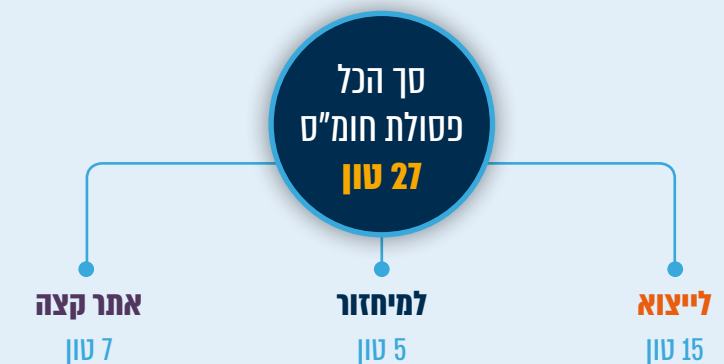 סך הכל
פסולת חומ"ס
27 טון
לייצוא
15 טון
למיחזור
5 טון
אתר קצה
7 טון